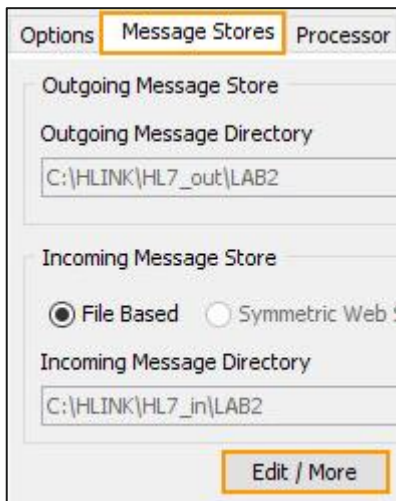 Options Message Stores Processor
Outgoing Message Store
Outgoing Message Directory
C:\HLINK\HL7_out\LAB2
Incoming Message Store
File Based Symmetric Web
Incoming Message Directory
C:\HLINK\HL7_in\LAB2
Edit / More